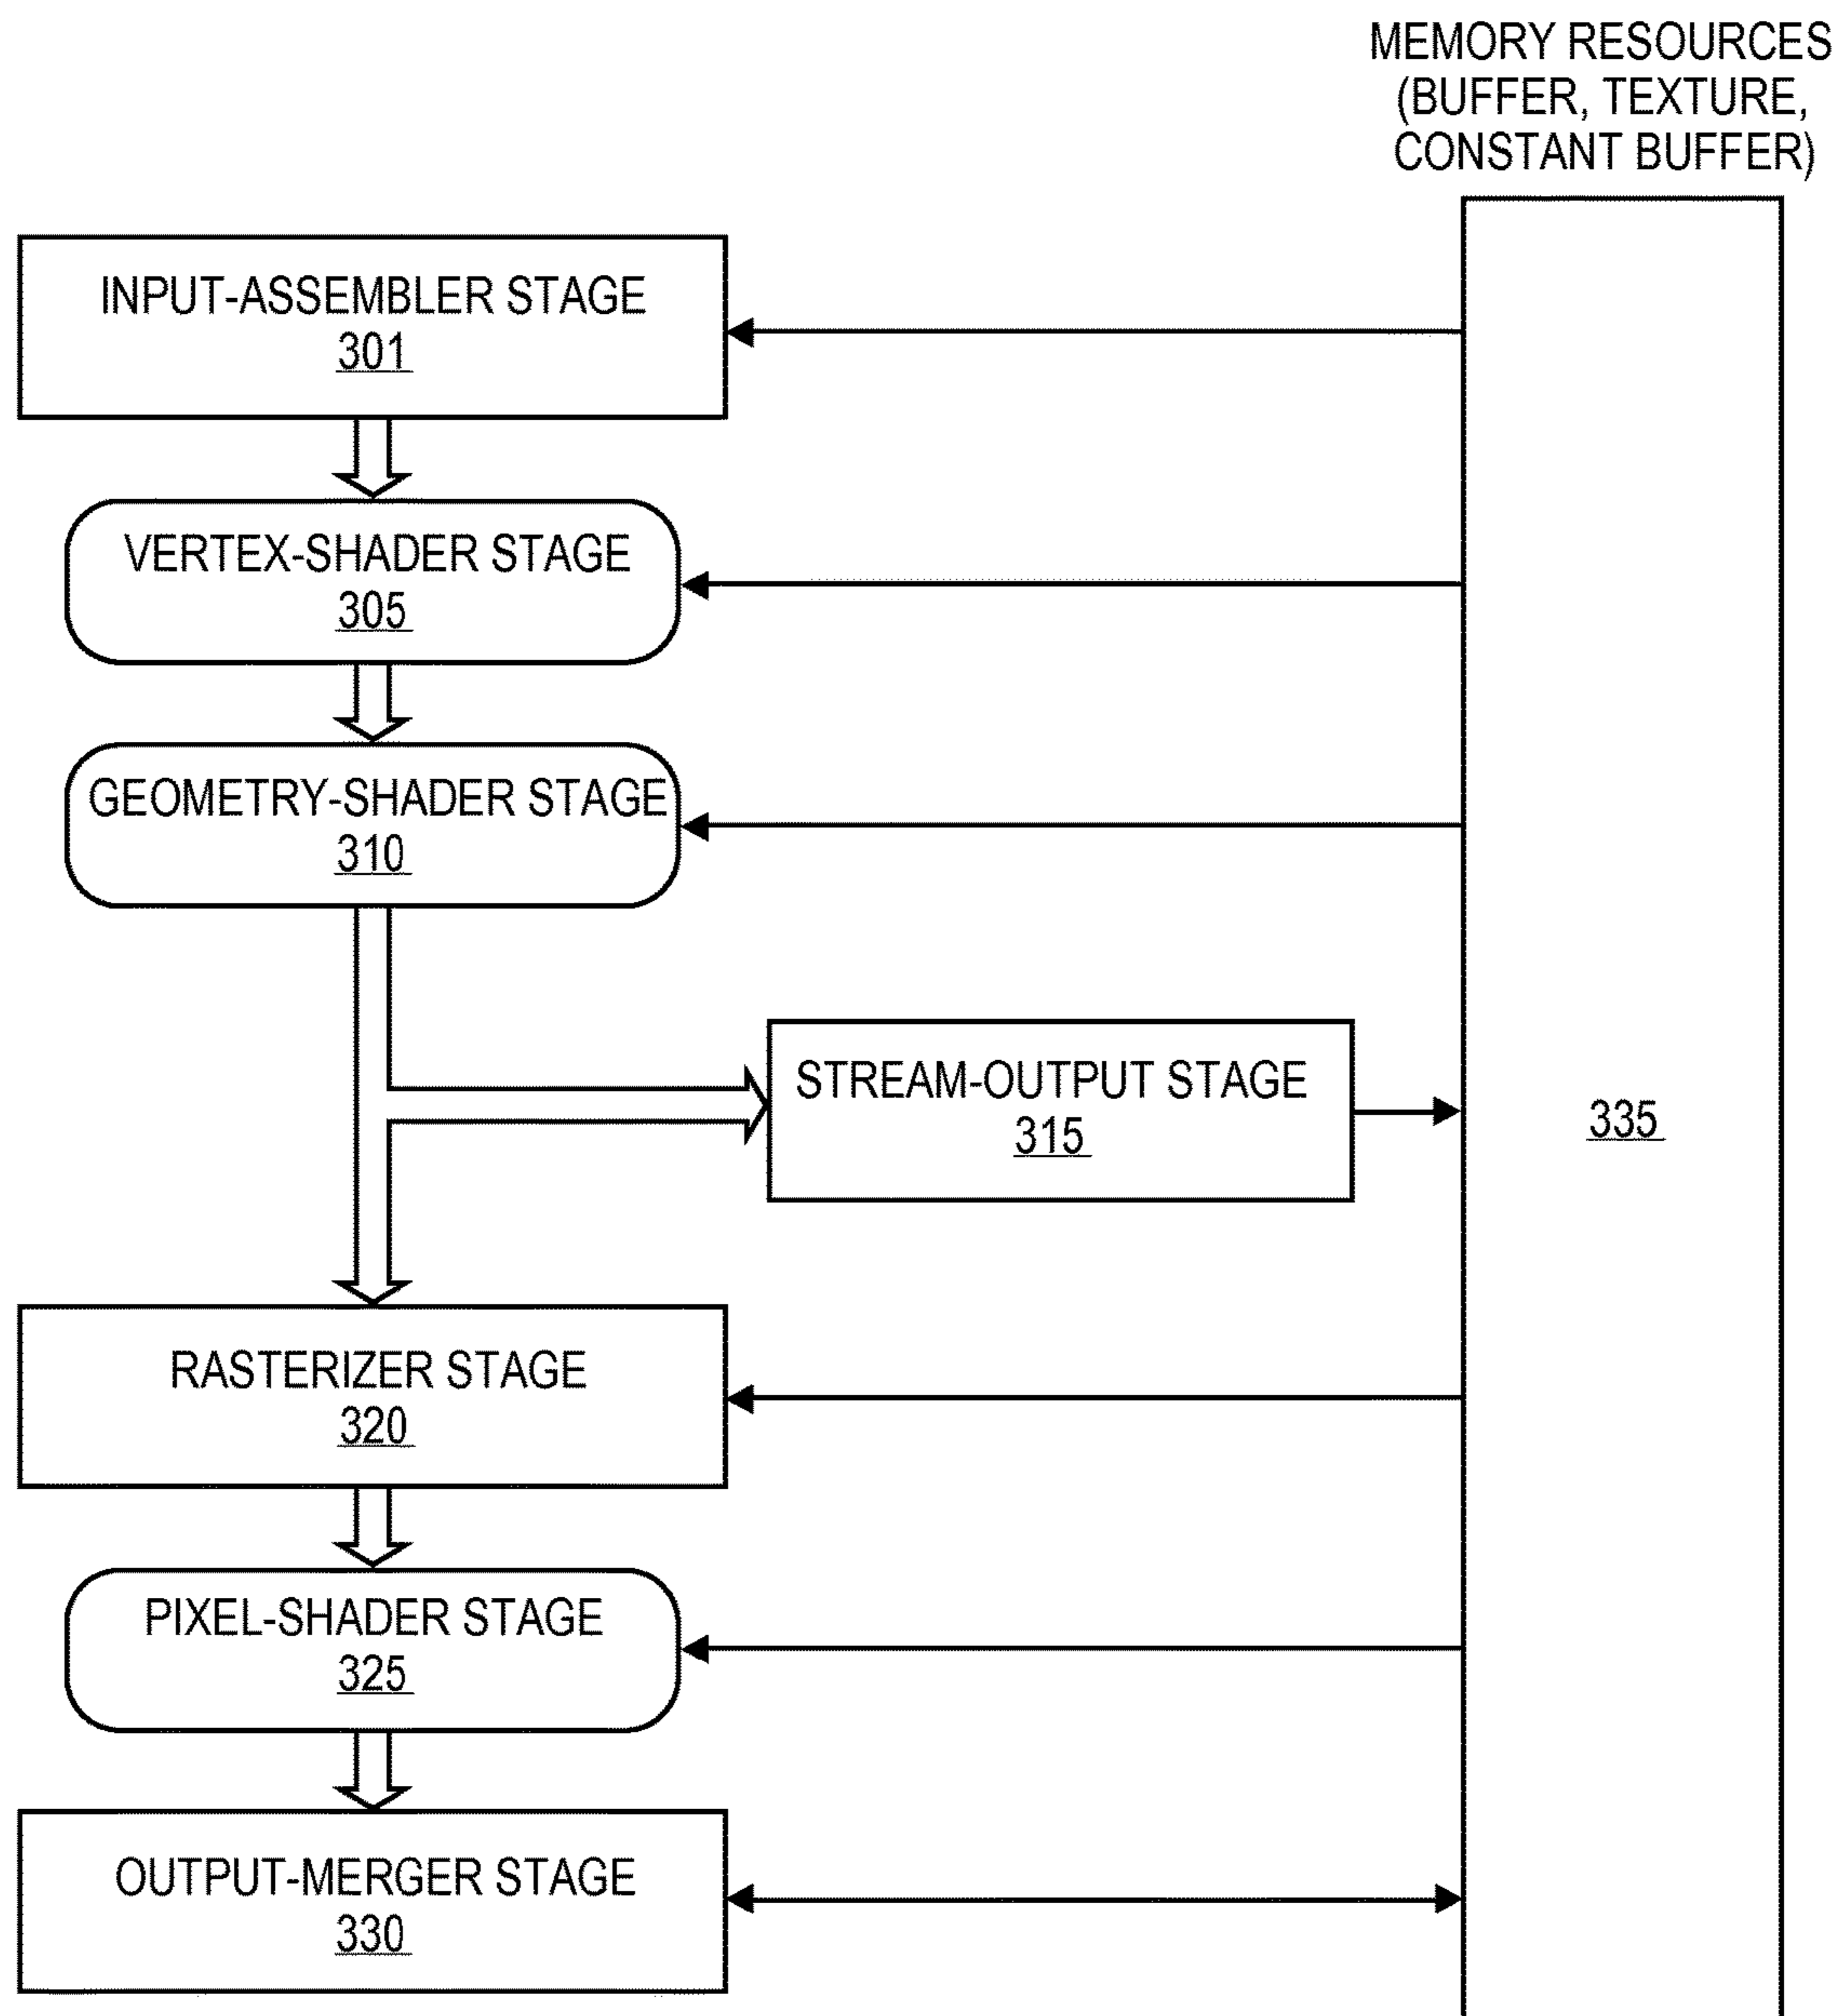 MEMORY RESOURCES
(BUFFER, TEXTURE,
CONSTANT BUFFER)
INPUT-ASSEMBLER STAGE
301
VERTEX-SHADER STAGE
305
GEOMETRY-SHADER STAGE
310
STREAM-OUTPUT STAGE
315
335
RASTERIZER STAGE
320
PIXEL-SHADER STAGE
325
OUTPUT-MERGER STAGE
330